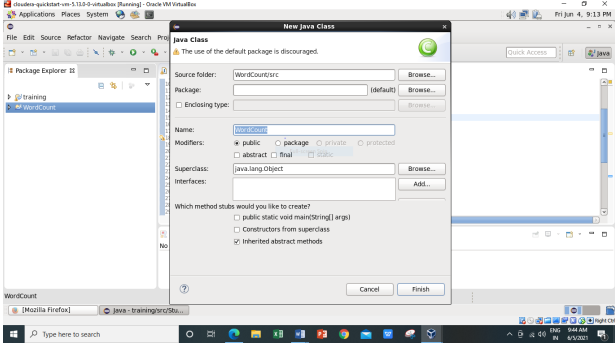 cloudera-quickstart-vm-5.13.0-0-virtualbox [Running] - Oracle VM VirtualBox
Applications Places System
Fri Jun 4, 9:13 PM
New Java Class
File Edit Source Refactor Navigate Search Proj
Java Class
The use of the default package is discouraged.
Quick Access
Java
Package Explorer
training
WordCount
Source folder: WordCount/src Browse...
Package: (default) Browse...
Enclosing type: Browse...
Name: WordCount
Modifiers: public package private protected
abstract final static
Superclass: java.lang.Object Browse...
Interfaces: Add...
Which method stubs would you like to create?
public static void main(String[] args)
Constructors from superclass
Inherited abstract methods
No
Cancel Finish
WordCount
[Mozilla Firefox] Java - training/src/Stu...
Right Ctrl
Type here to search
ENG 9:44 AM
IN 6/5/2021